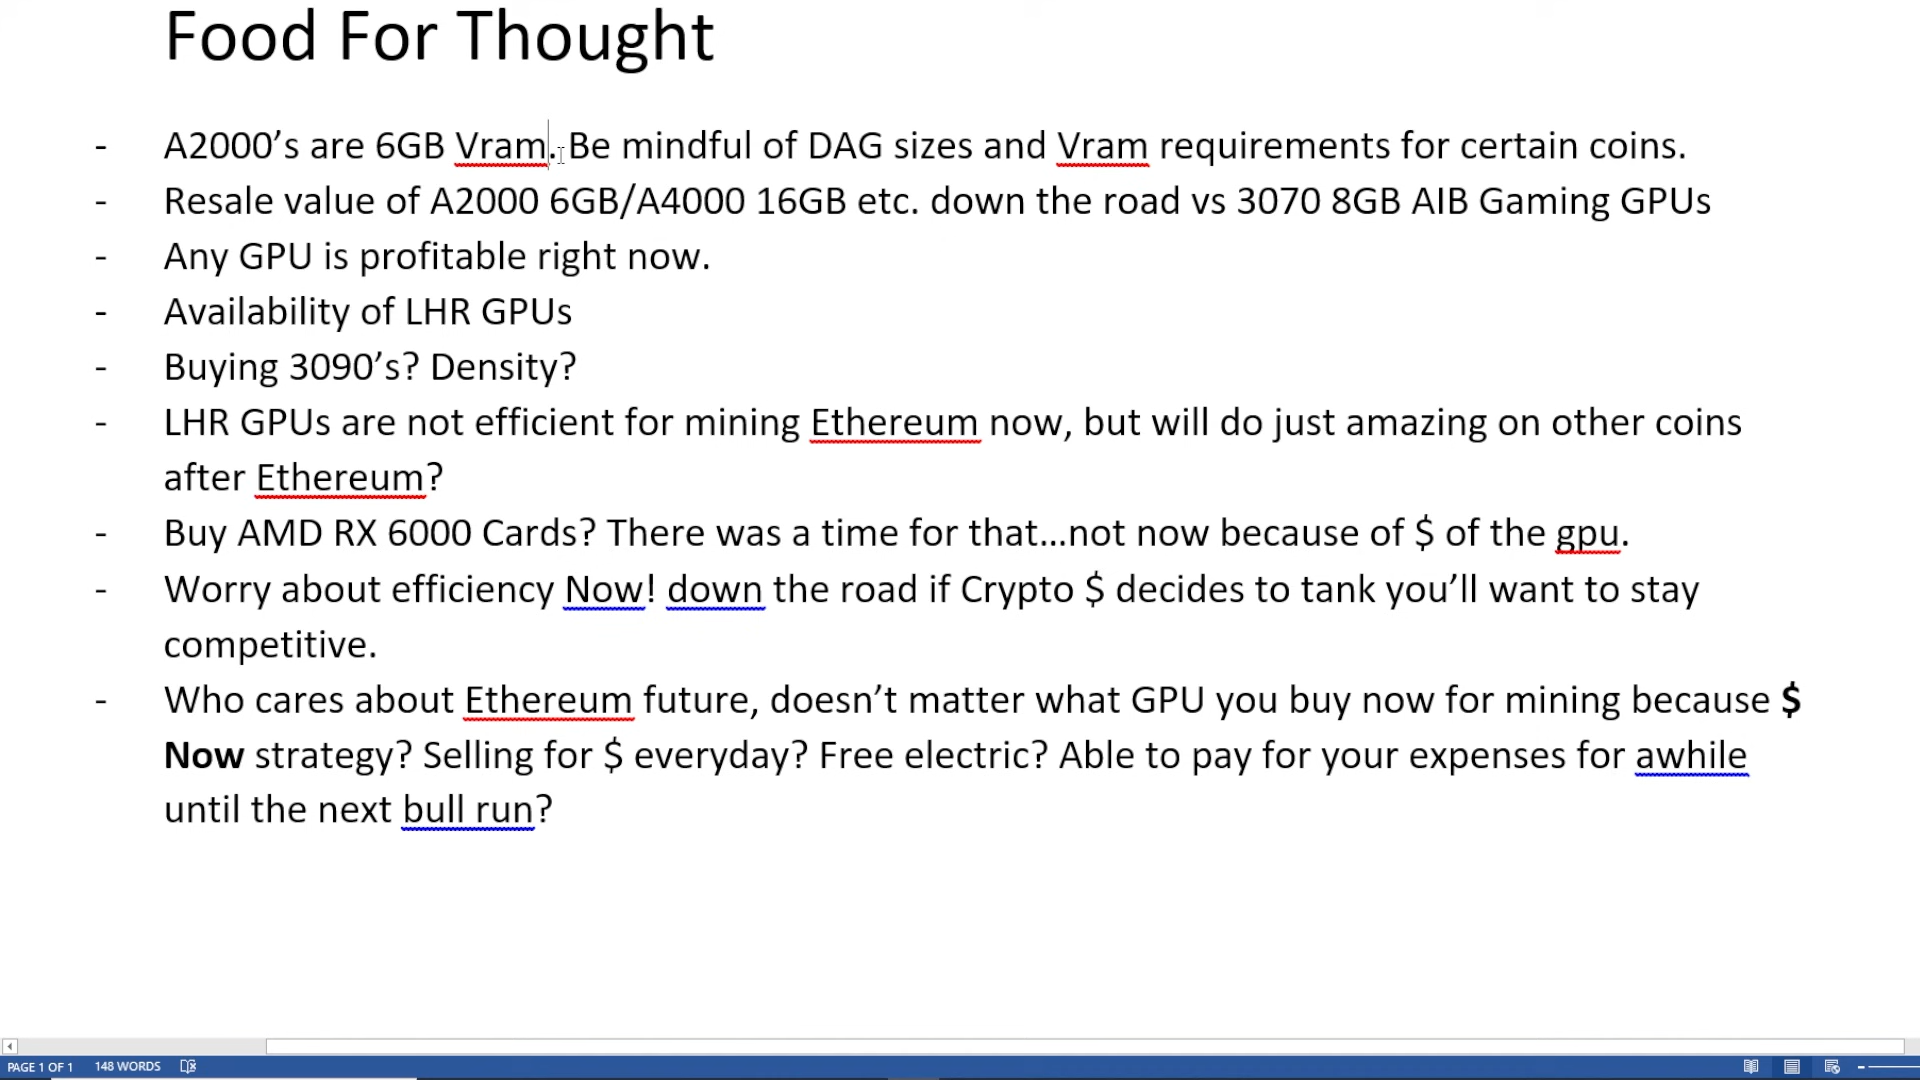 Food For Thought
- A2000’s are 6GB Vram. Be mindful of DAG sizes and Vram requirements for certain coins.
- Resale value of A2000 6GB/A4000 16GB etc. down the road vs 3070 8GB AIB Gaming GPUs
- Any GPU is profitable right now.
- Availability of LHR GPUs
- Buying 3090’s? Density?
- LHR GPUs are not efficient for mining Ethereum now, but will do just amazing on other coins
after Ethereum?
- Buy AMD RX 6000 Cards? There was a time for that…not now because of $ of the gpu.
- Worry about efficiency Now! down the road if Crypto $ decides to tank you’ll want to stay
competitive.
- Who cares about Ethereum future, doesn’t matter what GPU you buy now for mining because $
Now strategy? Selling for $ everyday? Free electric? Able to pay for your expenses for awhile
until the next bull run?
PAGE 1 OF 1 148 WORDS